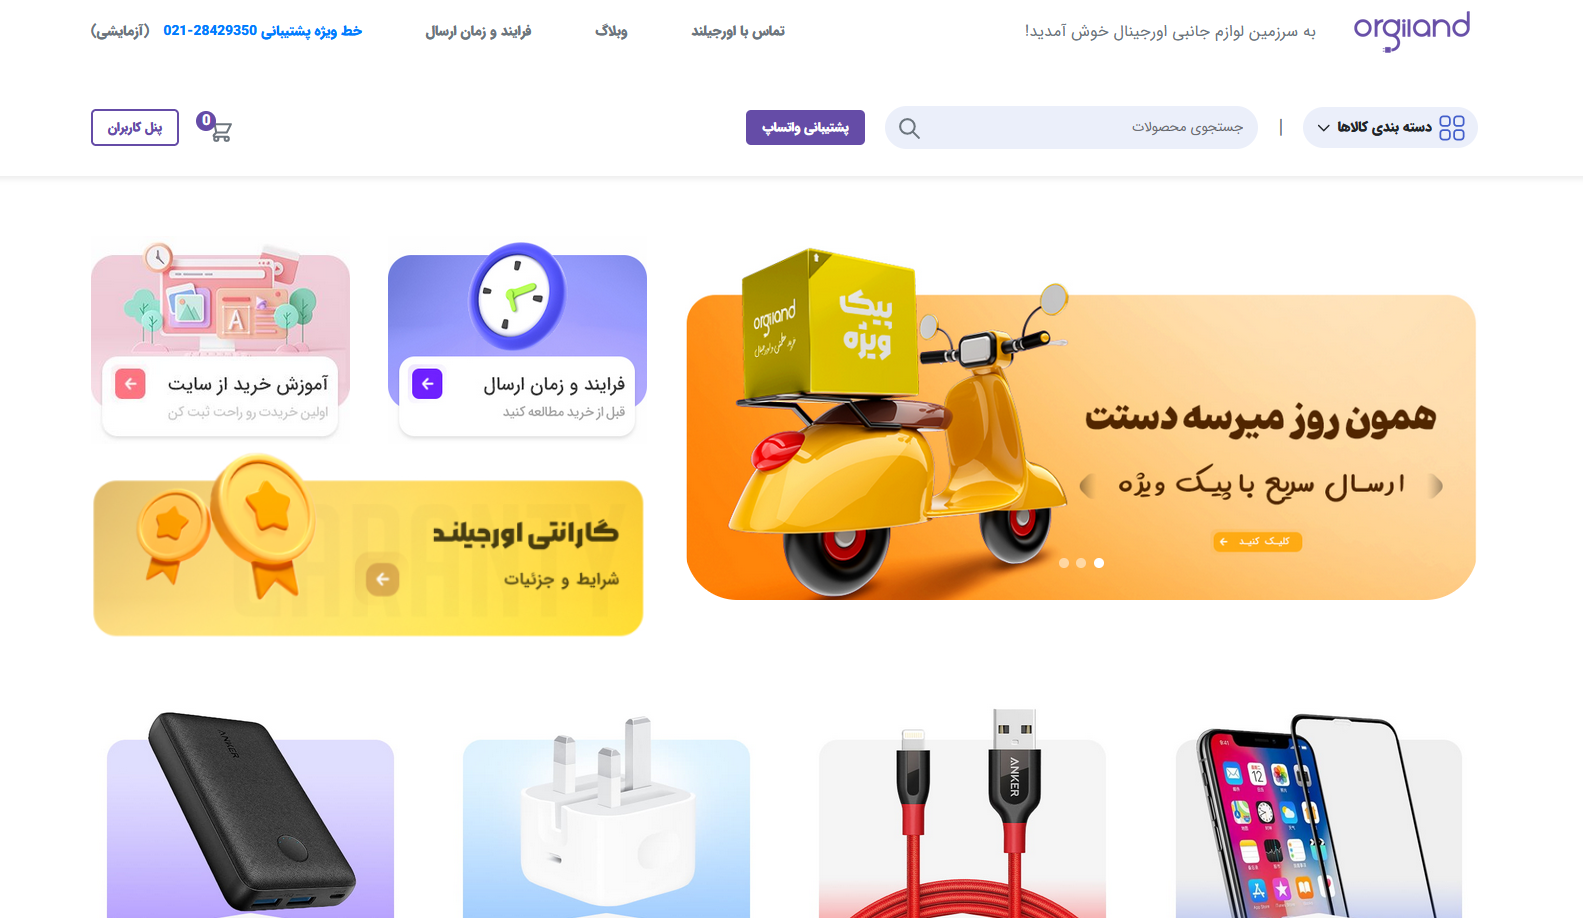 orgiland
به سرزمین لوازم جانبی اورجینال خوش آمدید!
تماس با اورجیلند
وبلاگ
فرایند و زمان ارسال
خط ویژه پشتیبانی 28429350-021 (آزمایشی)
دسته بندی کالاها
جستجوی محصولات
پشتیبانی واتساپ
0
پنل کاربران
orgiland
پیک
ویژه
همون روز میرسه دستت
ارسال سریع با پیک ویژه
کلیک کنید
فرایند و زمان ارسال
قبل از خرید مطالعه کنید
A
آموزش خرید از سایت
اولین خریدت رو راحت ثبت کن
گارانتی اورجیلند
شرایط و جزئیات
9:41
12
ANKER
ANKER